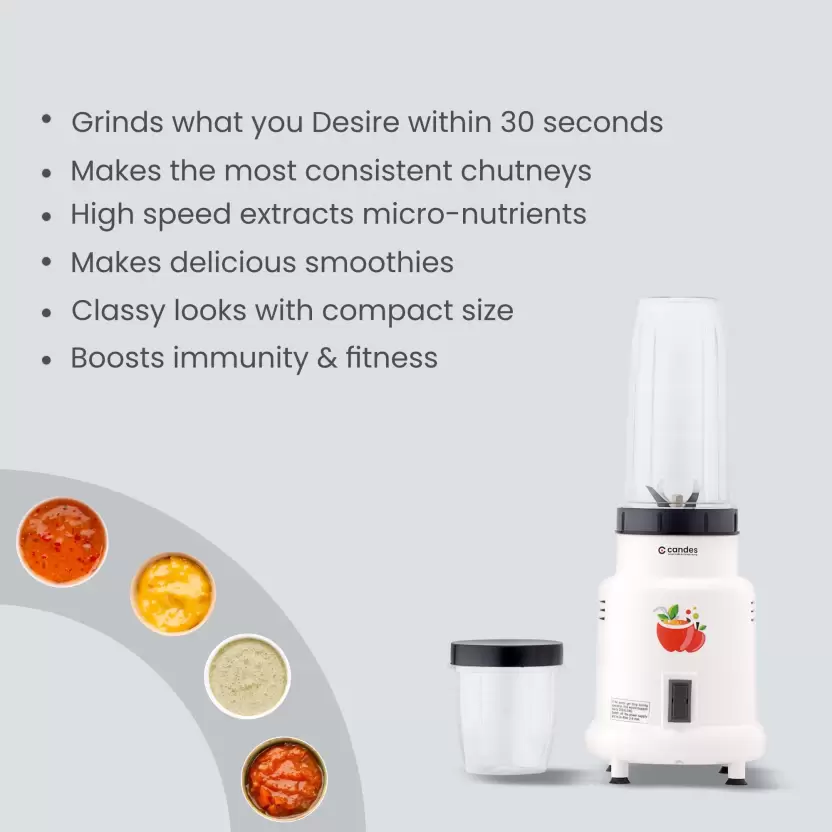 • Grinds what you Desire within 30 seconds
• Makes the most consistent chutneys
• High speed extracts micro-nutrients
• Makes delicious smoothies
• Classy looks with compact size
• Boosts immunity & fitness
candes